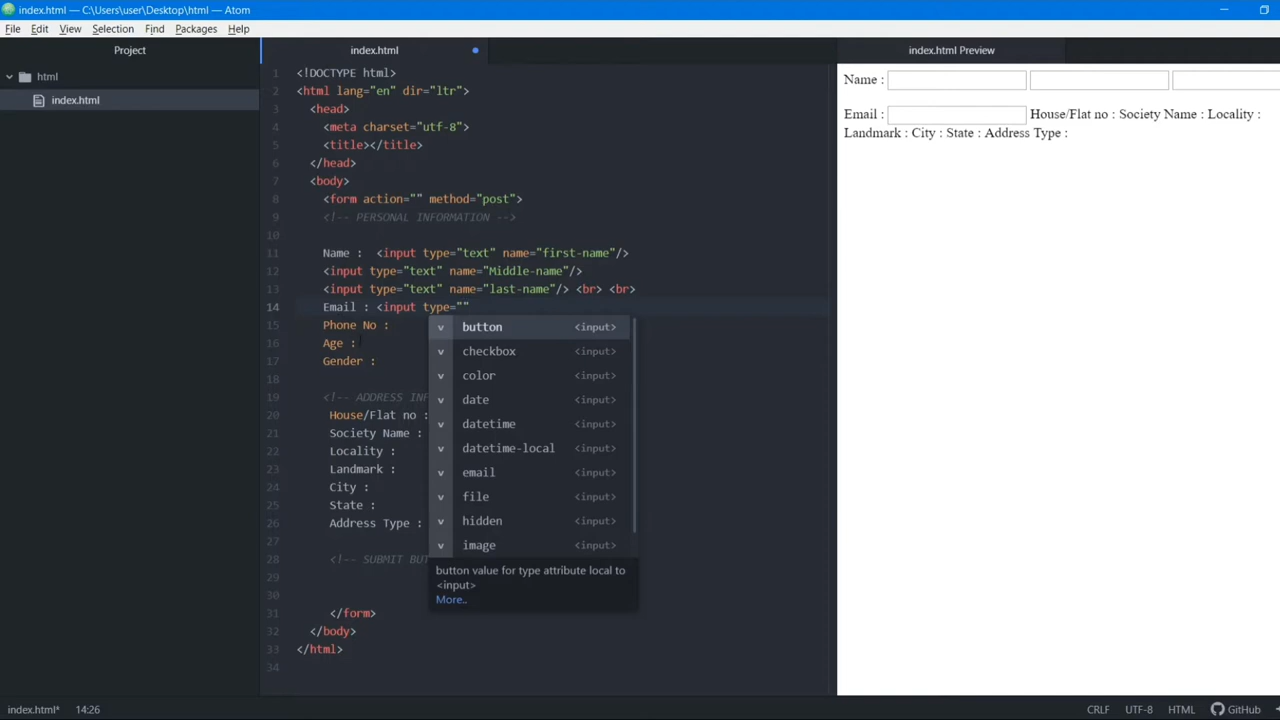 index.html — C:\Users\user\Desktop\html — Atom
File Edit View Selection Find Packages Help
Project
html
index.html
index.html
1 <!DOCTYPE html>
2 <html lang="en" dir="ltr">
3 <head>
4 <meta charset="utf-8">
5 <title></title>
6 </head>
7 <body>
8 <form action="" method="post">
9 <!-- PERSONAL INFORMATION -->
10
11 Name : <input type="text" name="first-name"/>
12 <input type="text" name="Middle-name"/>
13 <input type="text" name="last-name"/> <br> <br>
14 Email : <input type=""
15 Phone No :
16 Age :
17 Gender :
18
19 <!-- ADDRESS INF
20 House/Flat no :
21 Society Name :
22 Locality :
23 Landmark :
24 City :
25 State :
26 Address Type :
28 <!-- SUBMIT BUT
29
30
31 </form>
32 </body>
33 </html>
34
v button <input>
v checkbox <input>
v color <input>
v date <input>
v datetime <input>
v datetime-local <input>
v email <input>
v file <input>
v hidden <input>
v image <input>
button value for type attribute local to
<input>
More..
index.html Preview
Name :
Email : House/Flat no : Society Name : Locality :
Landmark : City : State : Address Type :
index.html* 14:26 CRLF UTF-8 HTML GitHub